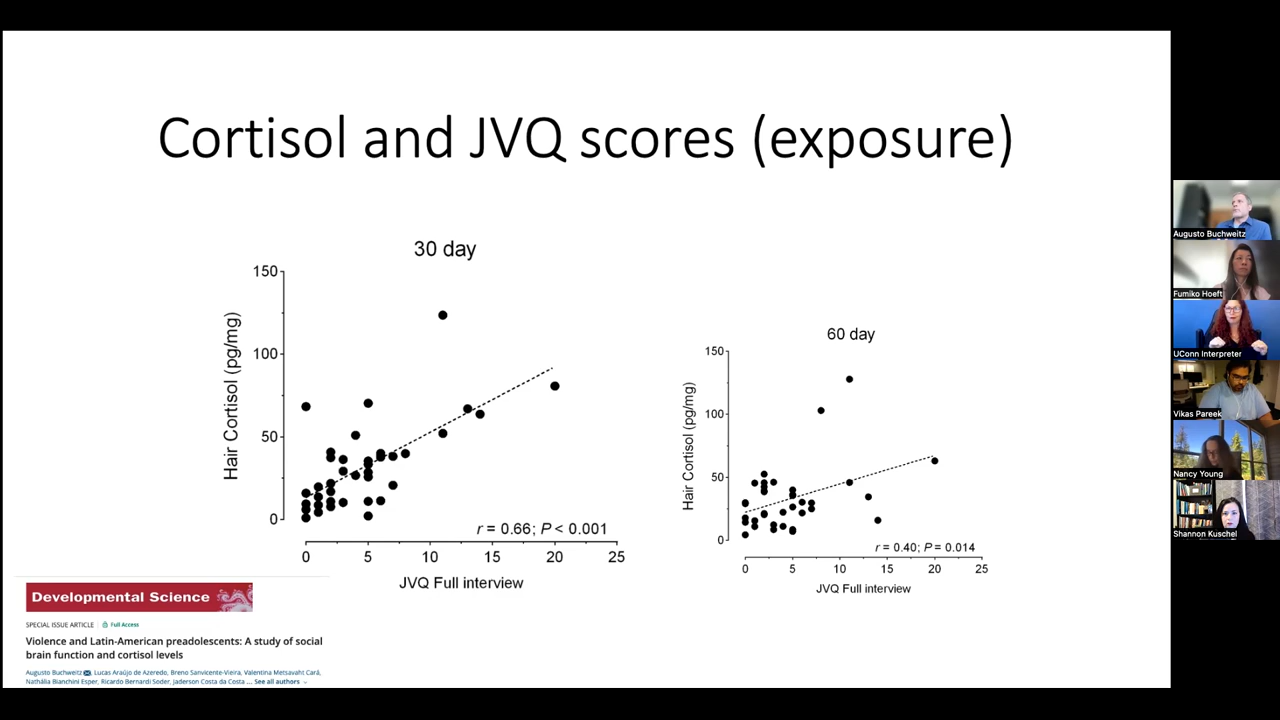 Cortisol and JVQ scores (exposure)
30 day
150
100
50
0
Hair Cortisol (pg/mg)
r = 0.66; P < 0.001
0 5 10 15 20 25
JVQ Full interview
60 day
150
100
50
0
Hair Cortisol (pg/mg)
r = 0.40; P = 0.014
0 5 10 15 20 25
JVQ Full interview
Developmental Science
SPECIAL ISSUE ARTICLE Full Access
Violence and Latin-American preadolescents: A study of social
brain function and cortisol levels
Augusto Buchweitz, Lucas Araújo de Azeredo, Breno Sanvicente-Vieira, Valentina Metsavaht Cará,
Nathália Bianchini Esper, Ricardo Bernardi Soder, Jaderson Costa da Costa ... See all authors
Augusto Buchweitz
Fumiko Hoeft
UConn Interpreter
Vikas Pareek
Nancy Young
Shannon Kuschel